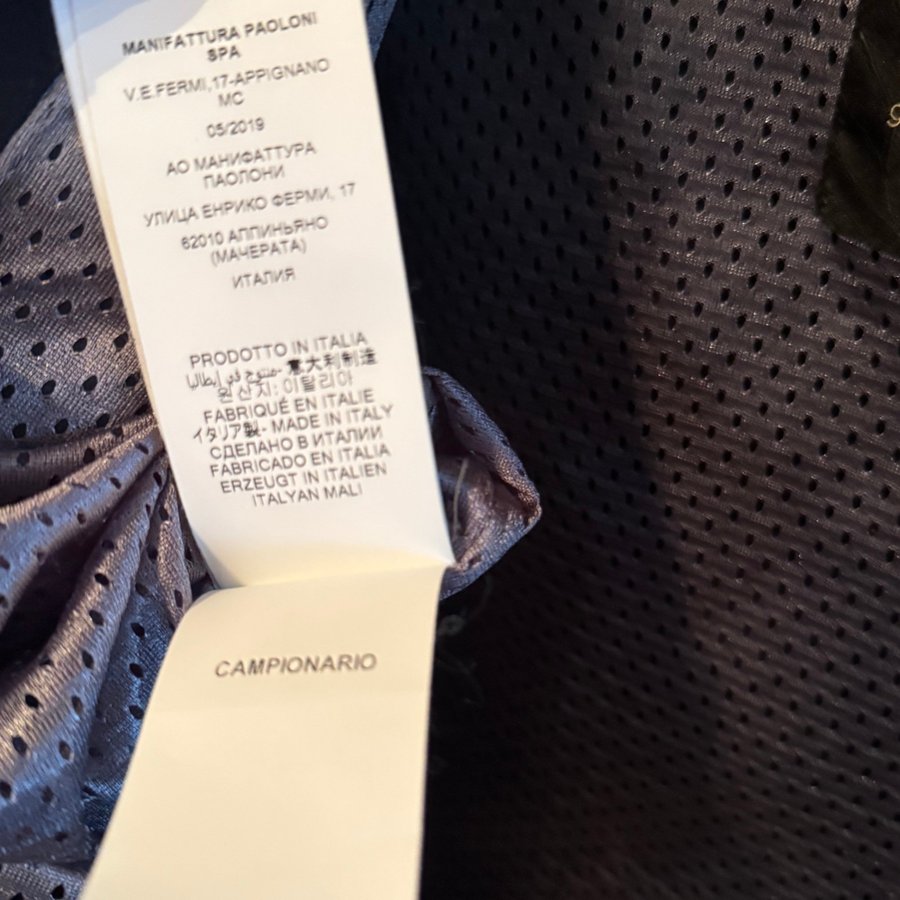 MANIFATTURA PAOLONI
SPA
V.E.FERMI,17-APPIGNANO
MC
05/2019
АО МАНИФАТТУРА
ПАОЛОНИ
УЛИЦА ЕНРИКО ФЕРМИ, 17
62010 АППИНЬЯНО
(МАЧЕРАТА)
ИТАЛИЯ
PRODOTTO IN ITALIA
منتوج في إيطاليا - 意大利制造
원산지: 이탈리아
FABRIQUÉ EN ITALIE
イタリア製 - MADE IN ITALY
СДЕЛАНО В ИТАЛИИ
FABRICADO EN ITALIA
ERZEUGT IN ITALIEN
ITALYAN MALI
CAMPIONARIO